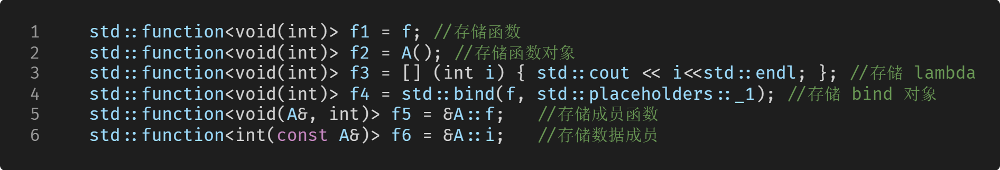 1 std::function<void(int)> f1 = f; //存储函数
2 std::function<void(int)> f2 = A(); //存储函数对象
3 std::function<void(int)> f3 = [] (int i) { std::cout << i<<std::endl; }; //存储 lambda
4 std::function<void(int)> f4 = std::bind(f, std::placeholders::_1); //存储 bind 对象
5 std::function<void(A&, int)> f5 = &A::f; //存储成员函数
6 std::function<int(const A&)> f6 = &A::i; //存储数据成员